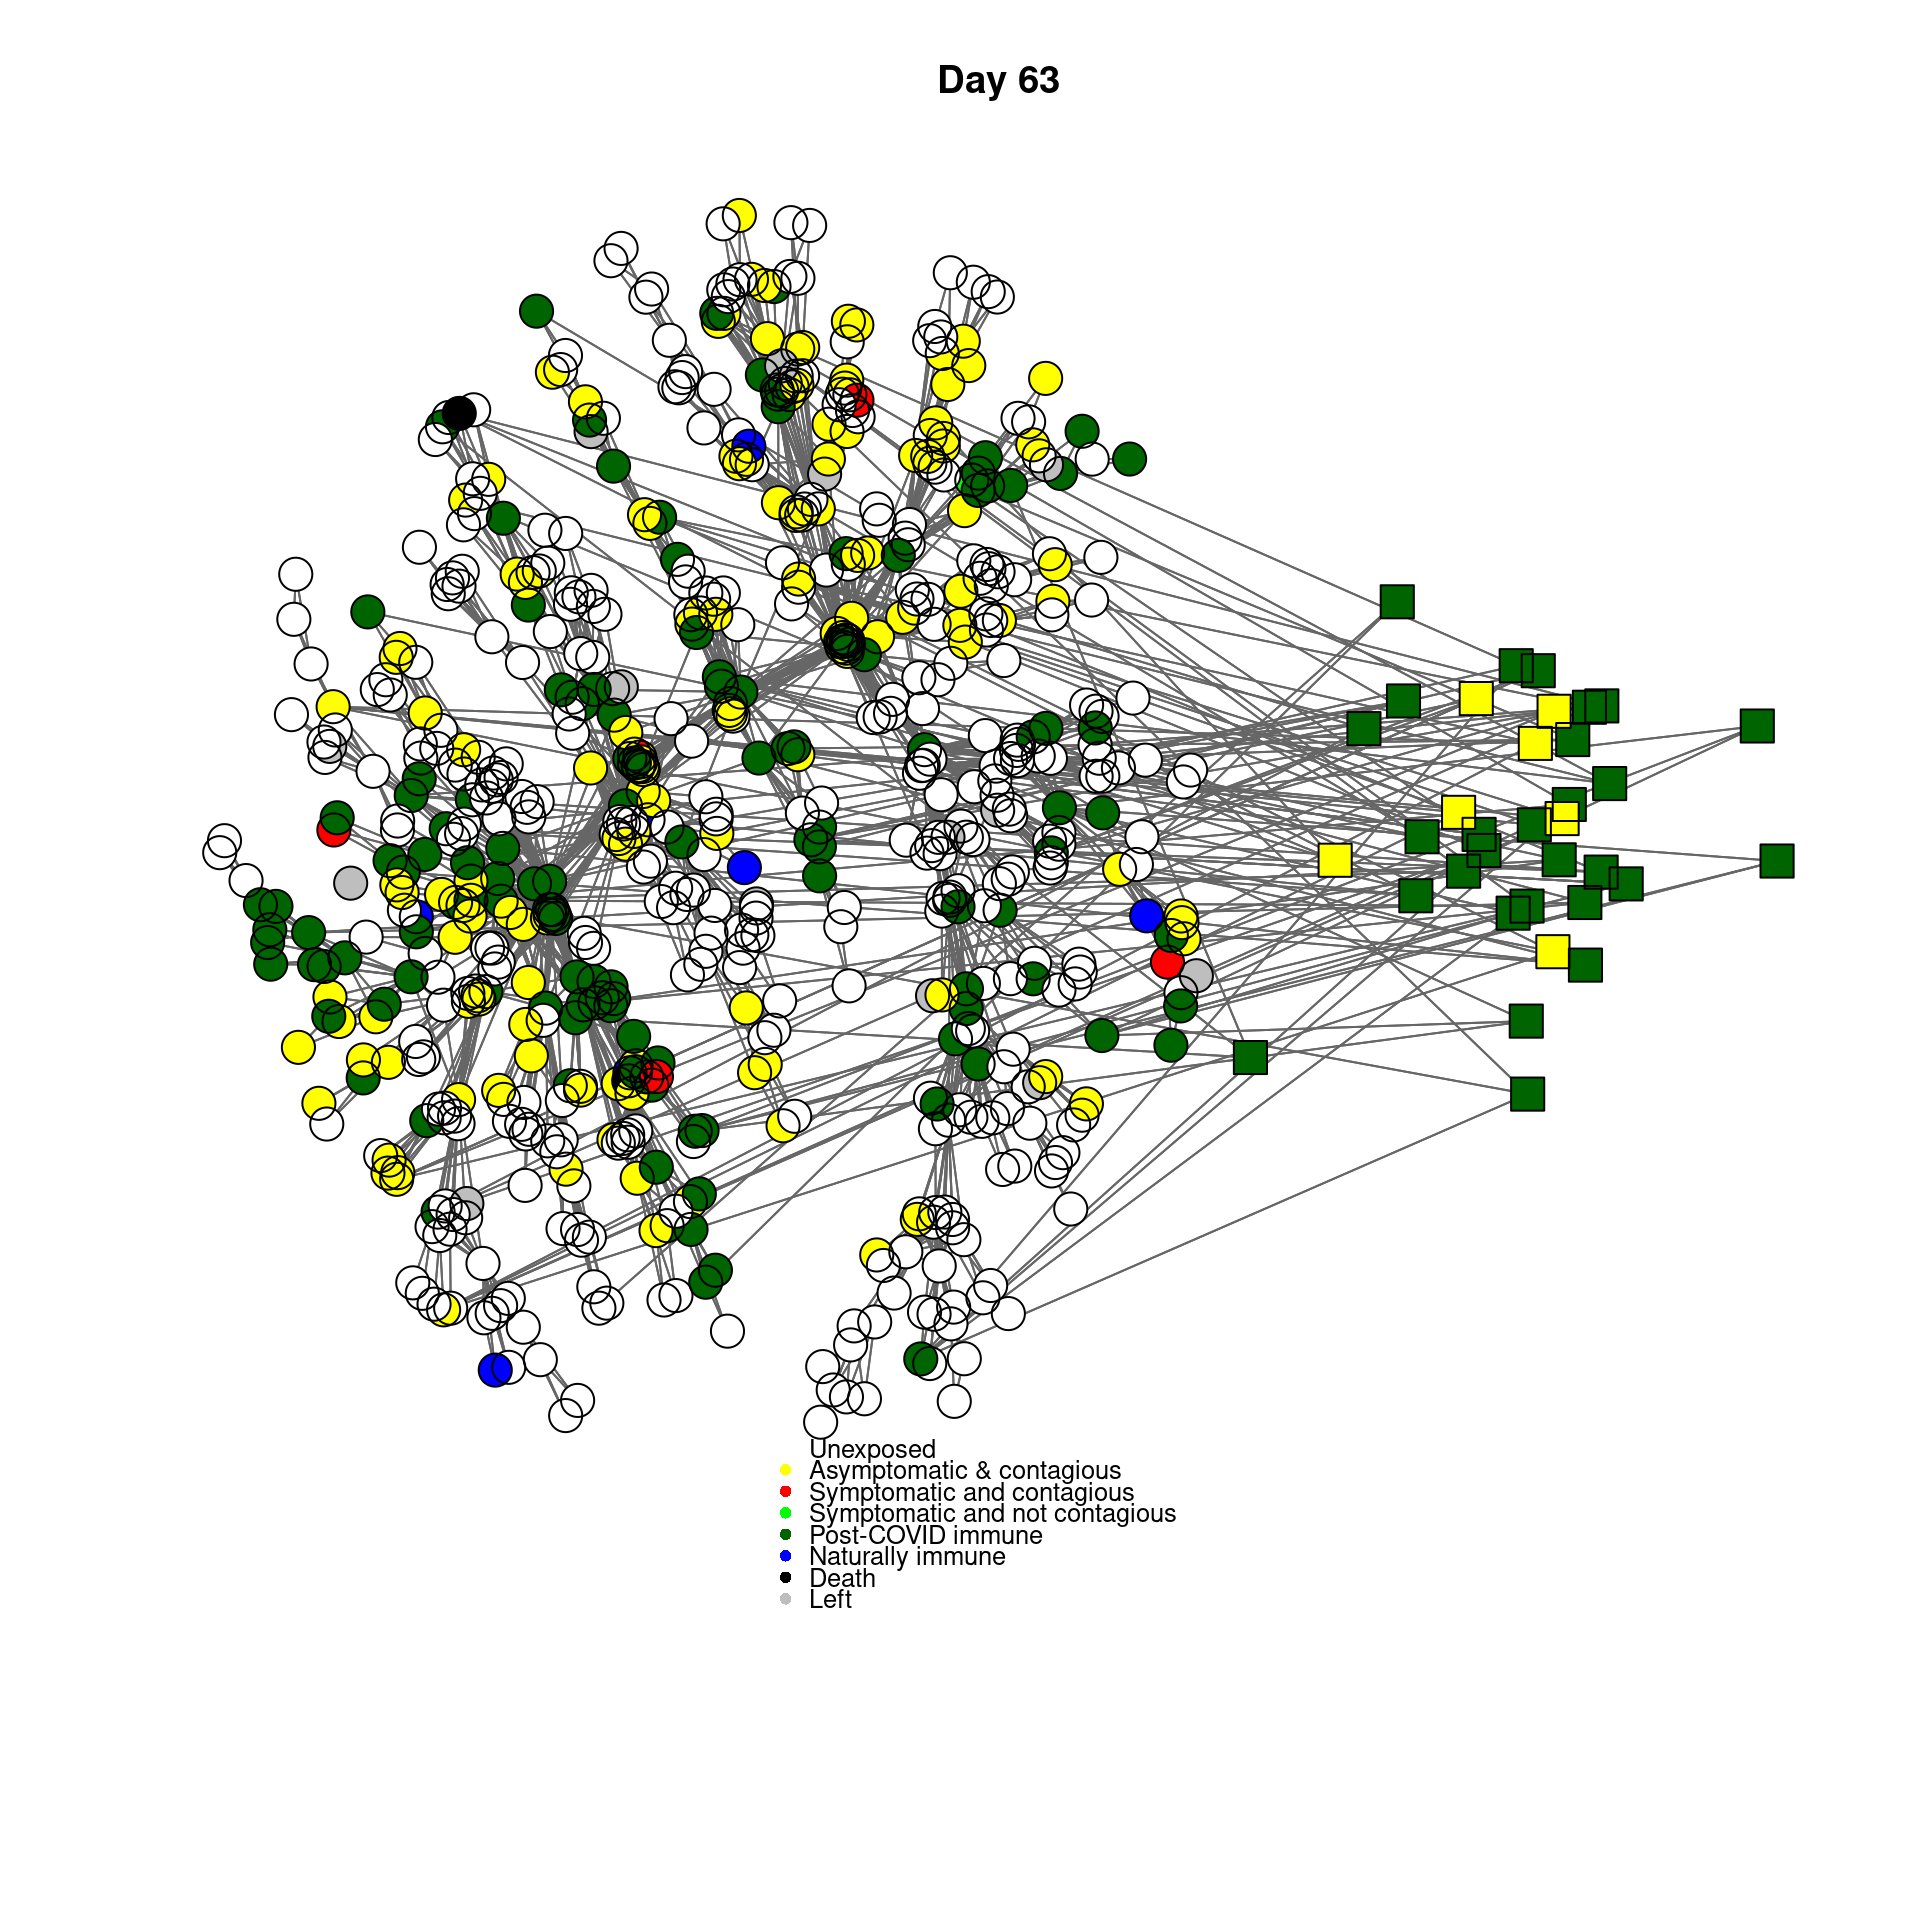 Day 63
Unexposed
Asymptomatic & contagious
Symptomatic and contagious
Symptomatic and not contagious
Post-COVID immune
Naturally immune
Death
Left